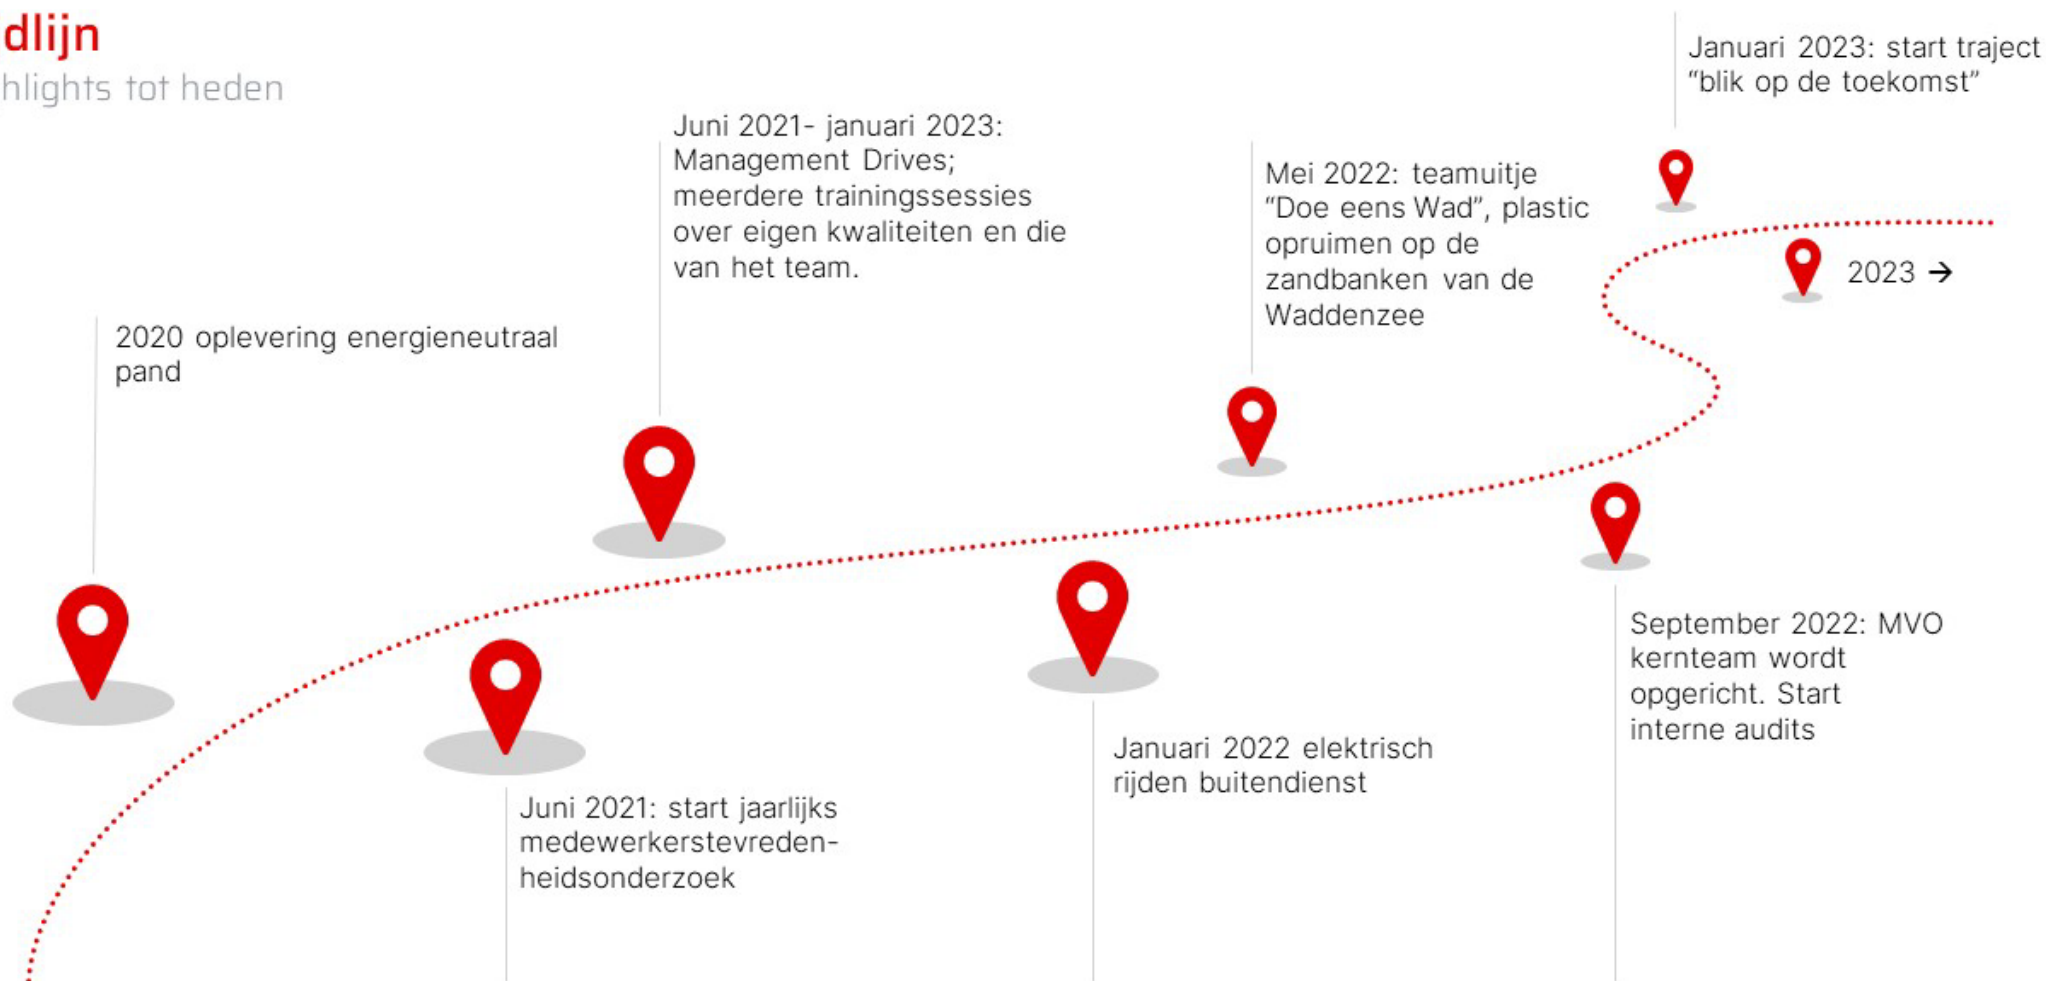 dlijn
hlights tot heden
2020 oplevering energieneutraal
pand
Juni 2021: start jaarlijks
medewerkerstevreden-
heidsonderzoek
Juni 2021- januari 2023:
Management Drives;
meerdere trainingssessies
over eigen kwaliteiten en die
van het team.
Januari 2022 elektrisch
rijden buitendienst
Mei 2022: teamuitje
“Doe eens Wad”, plastic
opruimen op de
zandbanken van de
Waddenzee
September 2022: MVO
kernteam wordt
opgericht. Start
interne audits
Januari 2023: start traject
“blik op de toekomst”
2023 →